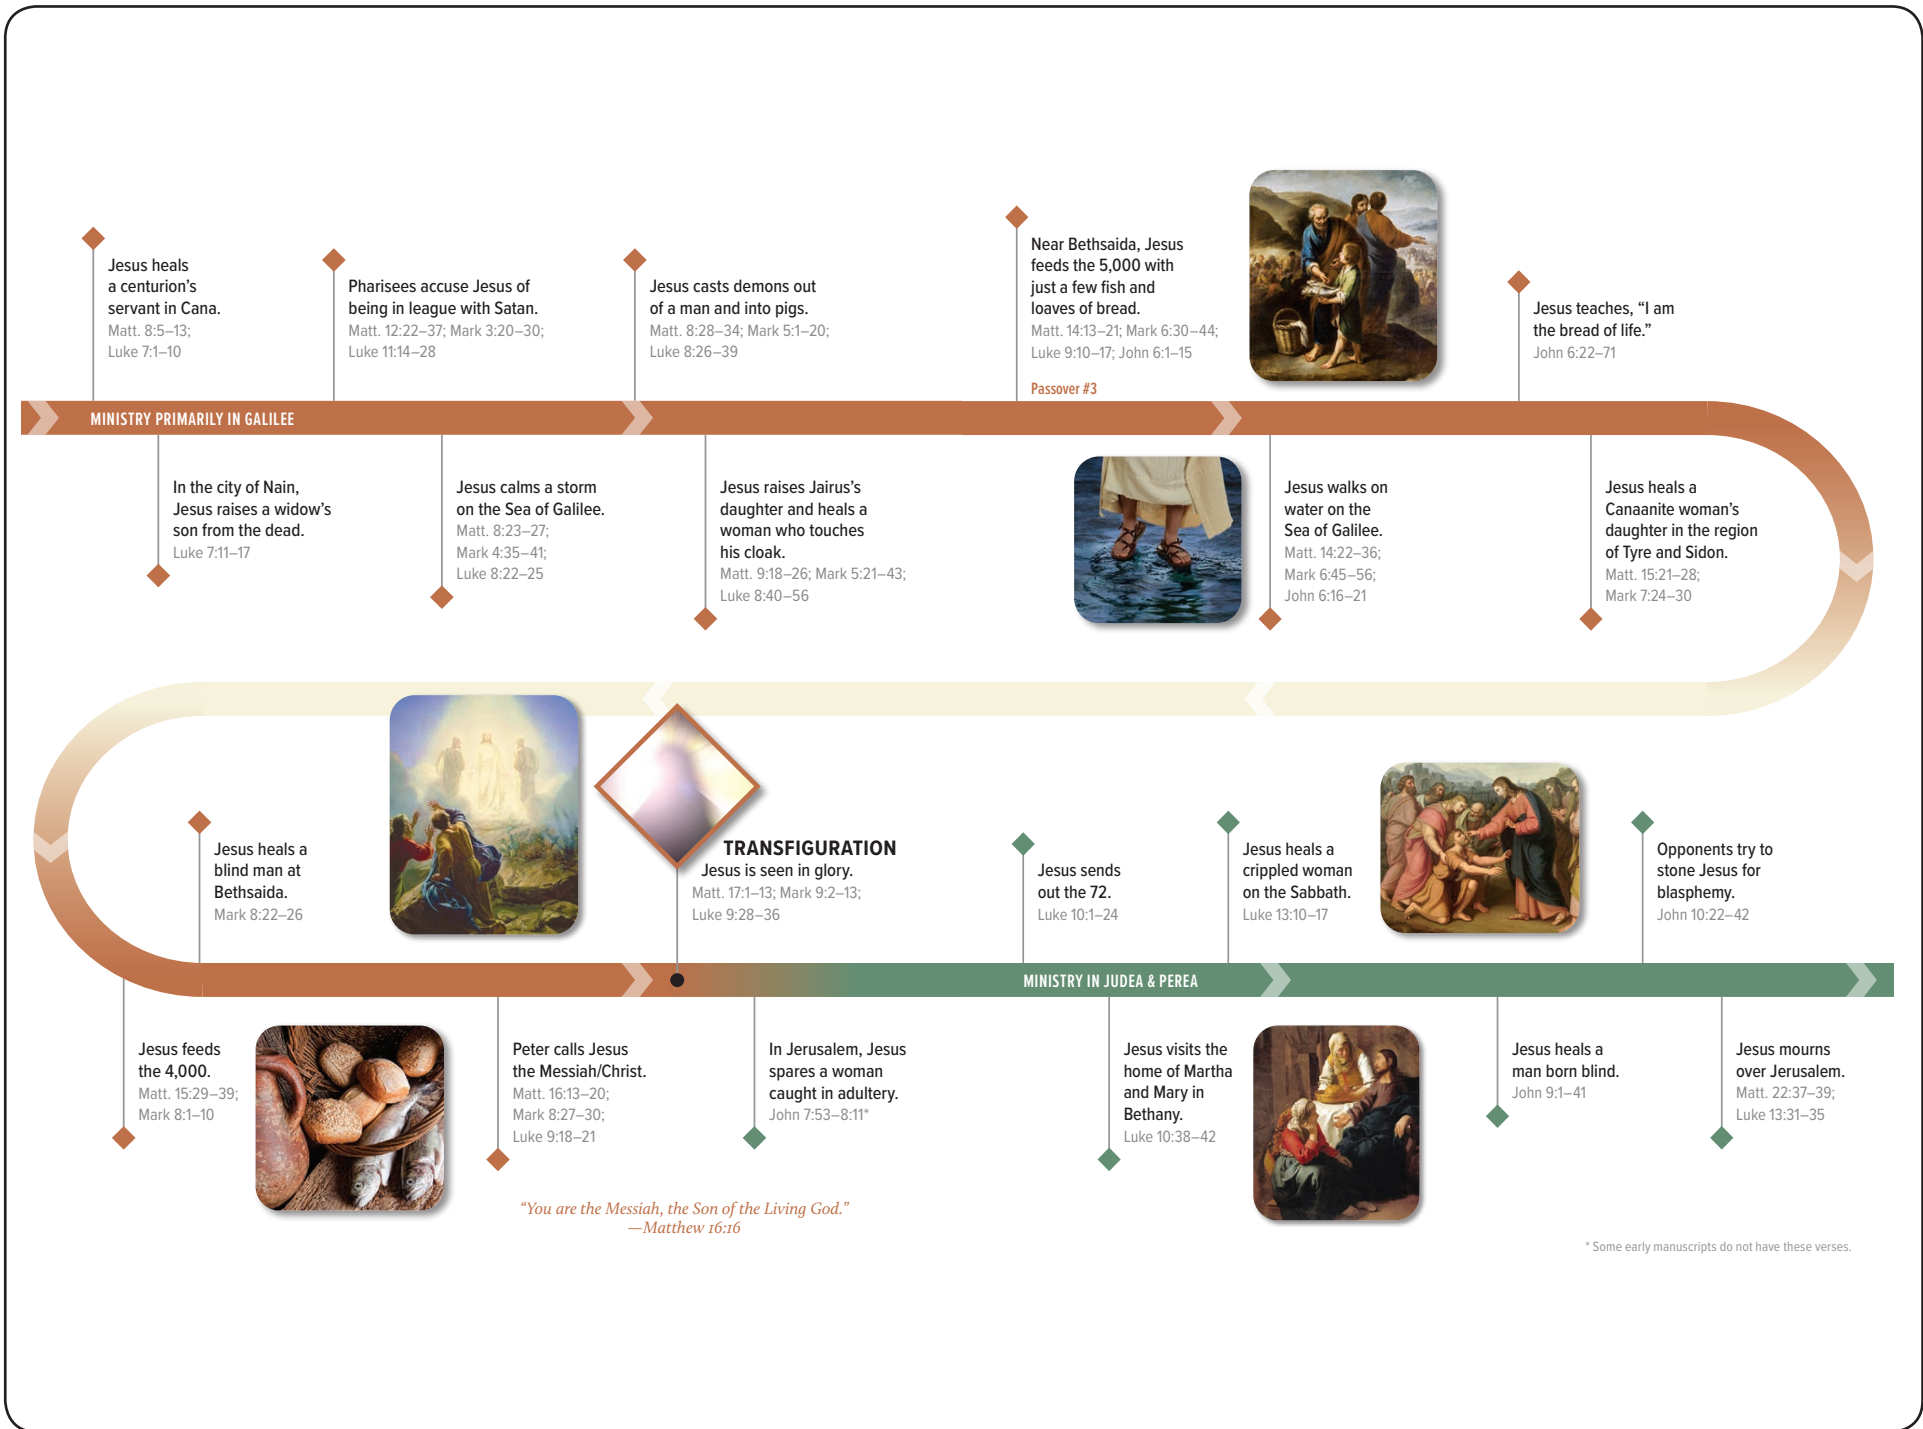 Jesus heals
a centurion's
servant in Cana.
Matt. 8:5–13;
Luke 7:1–10
Pharisees accuse Jesus of
being in league with Satan.
Matt. 12:22–37; Mark 3:20–30;
Luke 11:14–28
Jesus casts demons out
of a man and into pigs.
Matt. 8:28–34; Mark 5:1–20;
Luke 8:26–39
Near Bethsaida, Jesus
feeds the 5,000 with
just a few fish and
loaves of bread.
Matt. 14:13–21; Mark 6:30–44;
Luke 9:10–17; John 6:1–15
Passover #3
Jesus teaches, “I am
the bread of life.”
John 6:22–71
MINISTRY PRIMARILY IN GALILEE
In the city of Nain,
Jesus raises a widow’s
son from the dead.
Luke 7:11–17
Jesus calms a storm
on the Sea of Galilee.
Matt. 8:23–27;
Mark 4:35–41;
Luke 8:22–25
Jesus raises Jairus’s
daughter and heals a
woman who touches
his cloak.
Matt. 9:18–26; Mark 5:21–43;
Luke 8:40–56
Jesus walks on
water on the
Sea of Galilee.
Matt. 14:22–36;
Mark 6:45–56;
John 6:16–21
Jesus heals a
Canaanite woman’s
daughter in the region
of Tyre and Sidon.
Matt. 15:21–28;
Mark 7:24–30
Jesus heals a
blind man at
Bethsaida.
Mark 8:22–26
TRANSFIGURATION
Jesus is seen in glory.
Matt. 17:1–13; Mark 9:2–13;
Luke 9:28–36
Jesus sends
out the 72.
Luke 10:1–24
Jesus heals a
crippled woman
on the Sabbath.
Luke 13:10–17
Opponents try to
stone Jesus for
blasphemy.
John 10:22–42
MINISTRY IN JUDEA & PEREA
Jesus feeds
the 4,000.
Matt. 15:29–39;
Mark 8:1–10
Peter calls Jesus
the Messiah/Christ.
Matt. 16:13–20;
Mark 8:27–30;
Luke 9:18–21
In Jerusalem, Jesus
spares a woman
caught in adultery.
John 7:53–8:11*
Jesus visits the
home of Martha
and Mary in
Bethany.
Luke 10:38–42
Jesus heals a
man born blind.
John 9:1–41
Jesus mourns
over Jerusalem.
Matt. 22:37–39;
Luke 13:31–35
“You are the Messiah, the Son of the Living God.”
—Matthew 16:16
* Some early manuscripts do not have these verses.